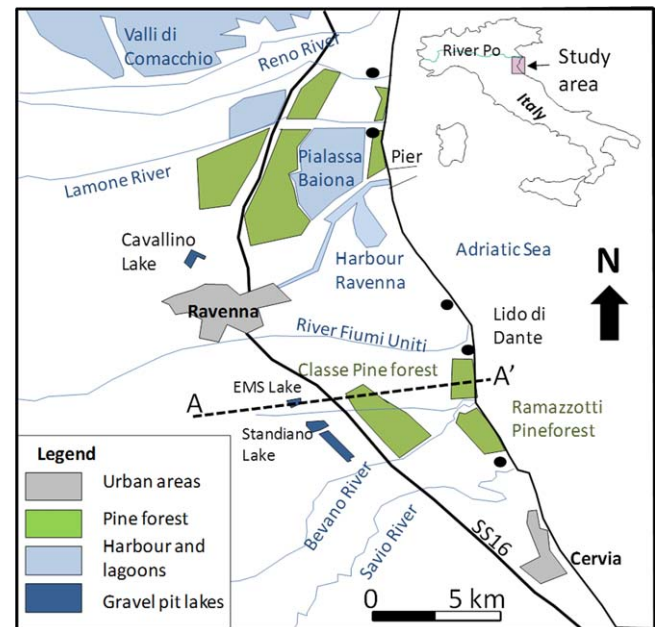 Valli di
Comacchio
Reno River
River Po
Study
area
Italy
Lamone River
Pialassa
Baiona
Pier
Cavallino
Lake
Harbour
Ravenna
Adriatic Sea
N
Ravenna
Lido di
Dante
River Fiumi Uniti
Classe Pine forest
A'
EMS Lake
A
Ramazzotti
Pineforest
Standiano
Lake
Legend
Urban areas
Pine forest
Harbour and
lagoons
Gravel pit lakes
Bevano River
Savio River
SS16
Cervia
0 5 km